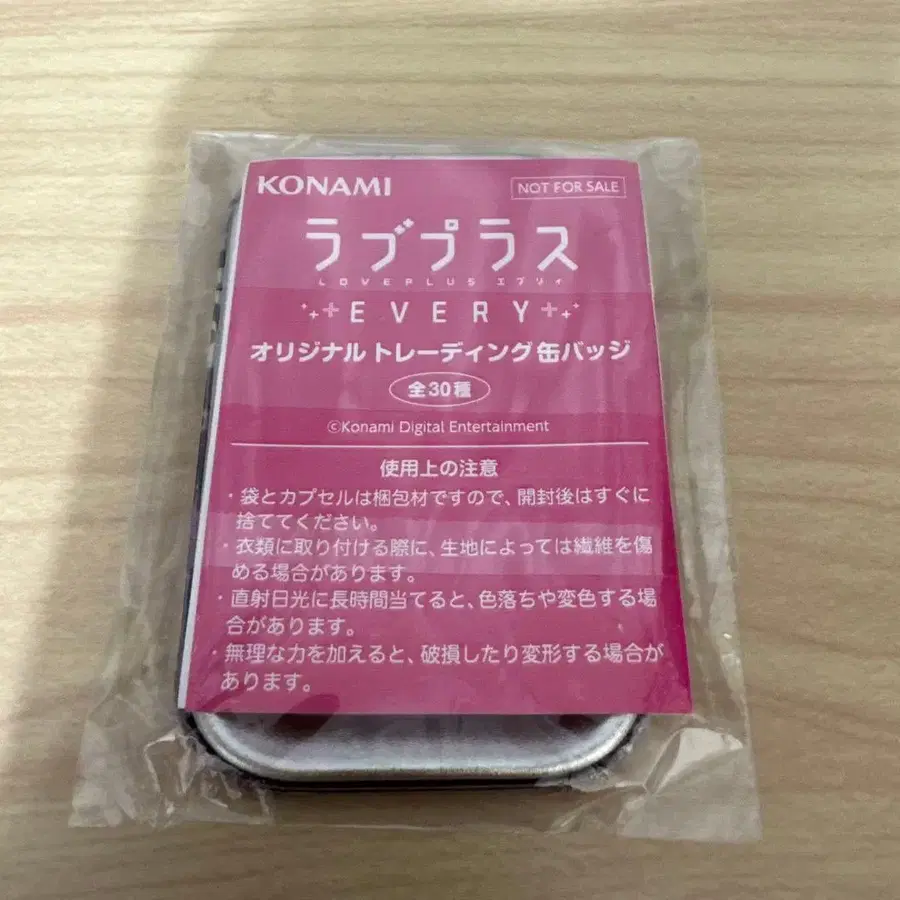 KONAMI
NOT FOR SALE
ラブプラス
LOVEPLUS エブリィ
EVERY
オリジナル トレーディング缶バッジ
全30種
©Konami Digital Entertainment
使用上の注意
・袋とカプセルは梱包材ですので、開封後はすぐに
捨ててください。
・衣類に取り付ける際に、生地によっては繊維を傷
める場合があります。
・直射日光に長時間当てると、色落ちや変色する場
合があります。
・無理な力を加えると、破損したり変形する場合が
あります。